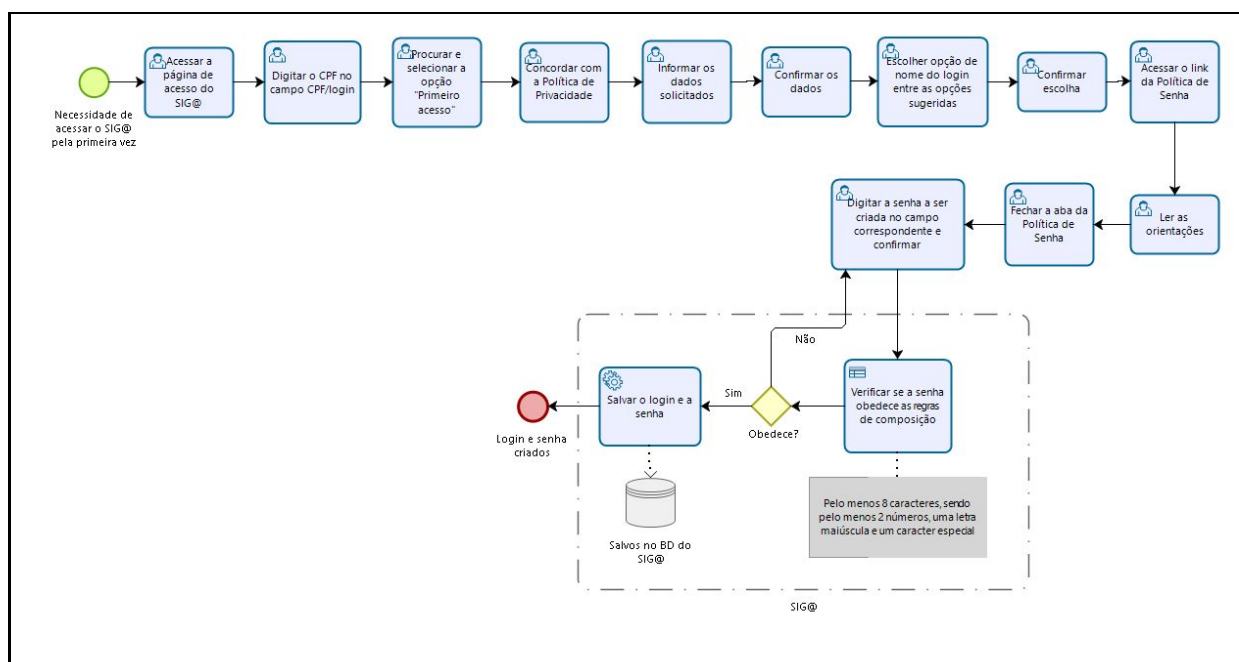 Necessidade de
acessar o SIG@
pela primeira vez
Acessar a
página de
acesso do
SIG@
Digitar o CPF no
campo CPF/login
Procurar e
selecionar a
opção
"Primeiro
acesso"
Concordar com
a Política de
Privacidade
Informar os
dados
solicitados
Confirmar os
dados
Escolher opção de
nome do login
entre as opções
sugeridas
Confirmar
escolha
Acessar o link
da Política de
Senha
Ler as
orientações
Fechar a aba da
Política de
Senha
Digitar a senha a ser
criada no campo
correspondente e
confirmar
Verificar se a senha
obedece as regras
de composição
Pelo menos 8 caracteres, sendo
pelo menos 2 números, uma letra
maiúscula e um caracter especial
Obedece?
Não
Sim
Salvar o login e a
senha
Salvos no BD do
SIG@
Login e senha
criados
SIG@